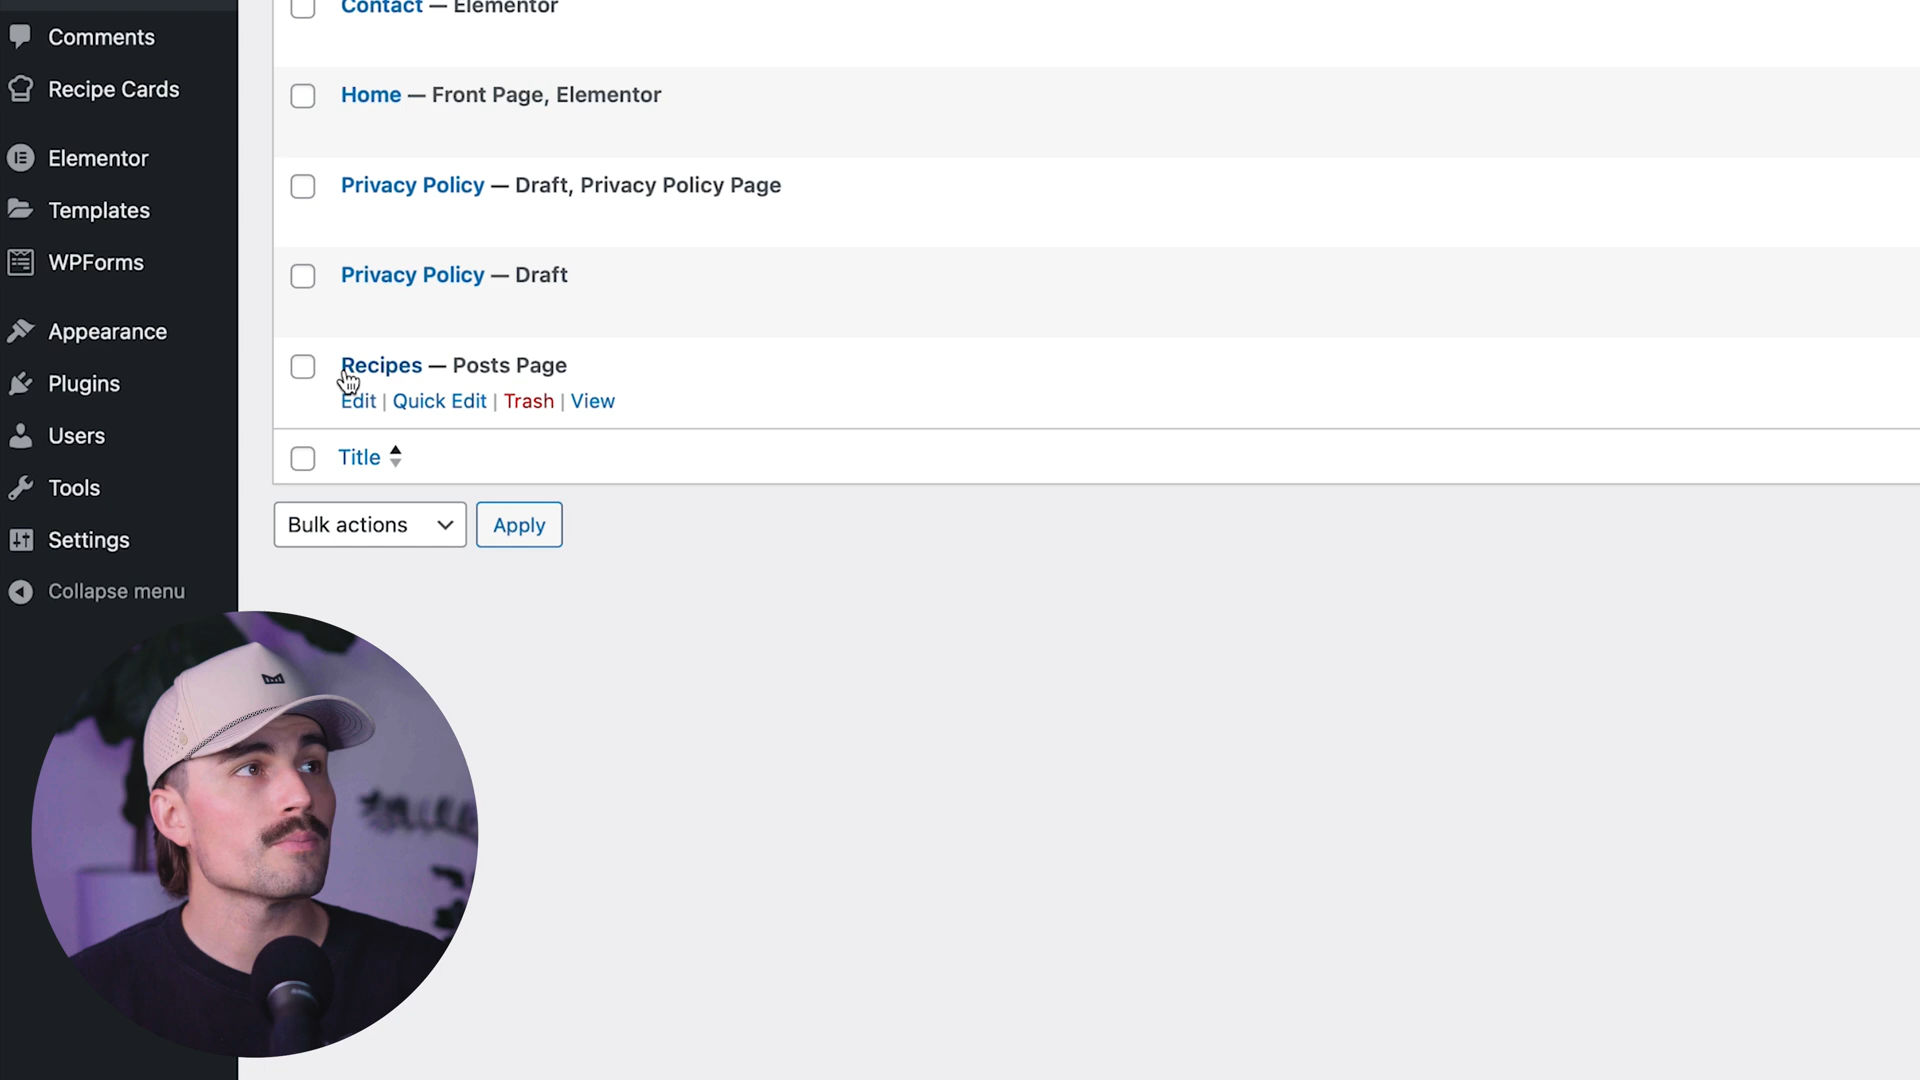 Comments
Recipe Cards
Elementor
Templates
WPForms
Appearance
Plugins
Users
Tools
Settings
Collapse menu
Contact — Elementor
Home — Front Page, Elementor
Privacy Policy — Draft, Privacy Policy Page
Privacy Policy — Draft
Recipes — Posts Page
Edit | Quick Edit | Trash | View
Title
Bulk actions
Apply